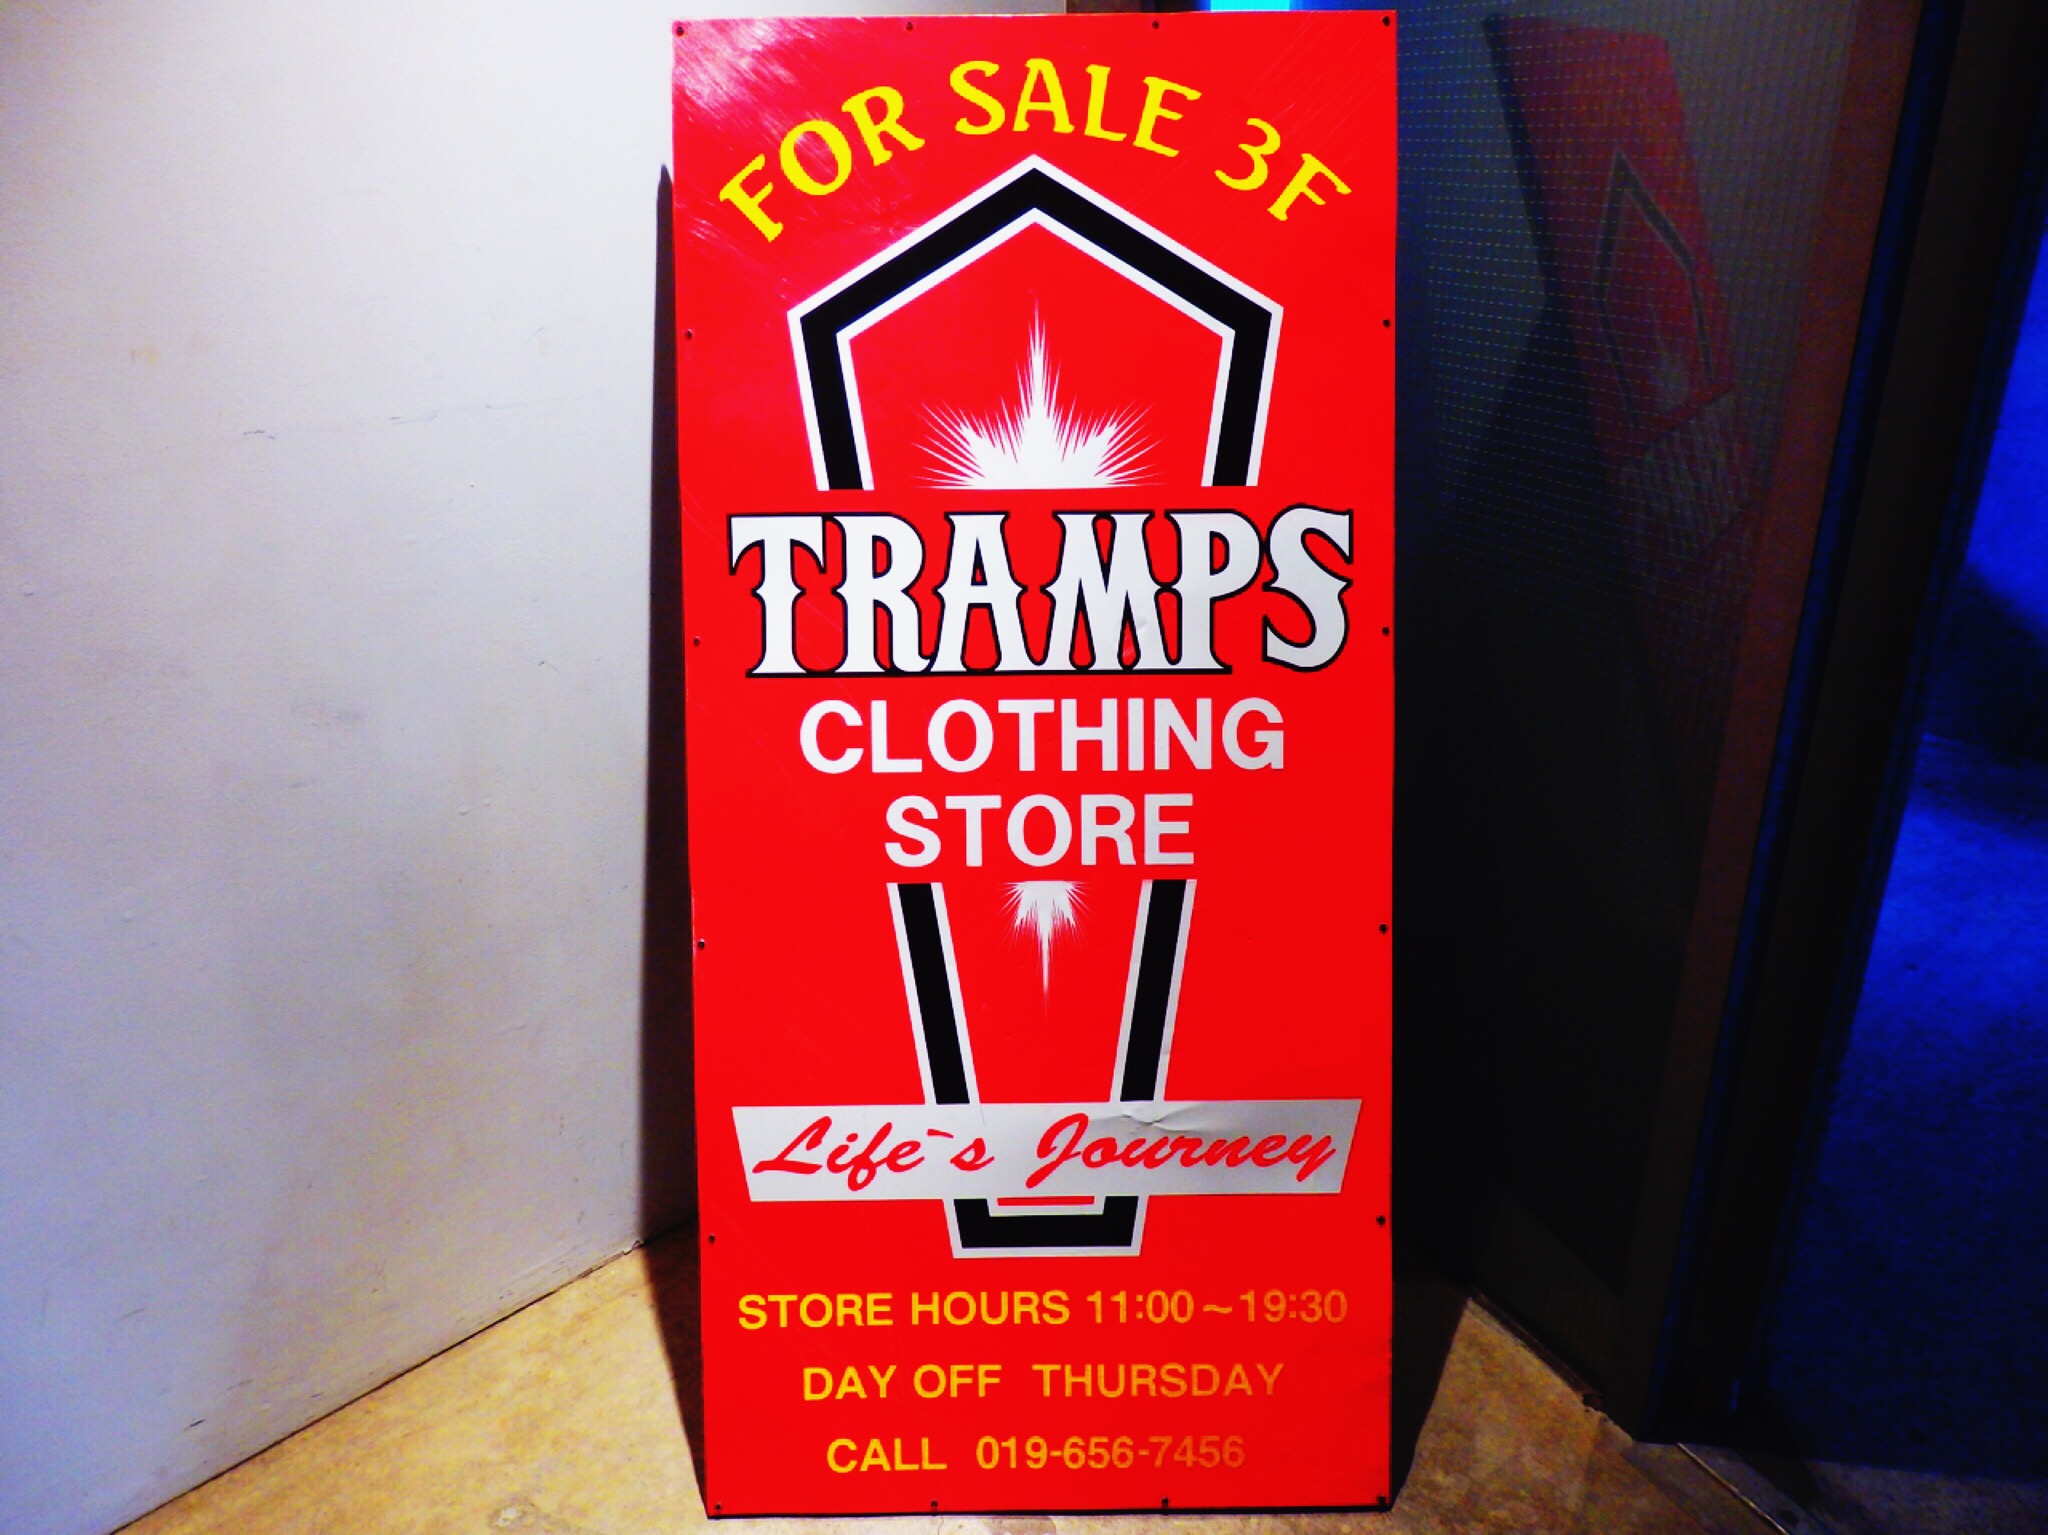 FOR SALE 3F
TRAMPS
CLOTHING
STORE
Life`s Journey
STORE HOURS 11:00~19:30
DAY OFF THURSDAY
CALL 019-656-7456